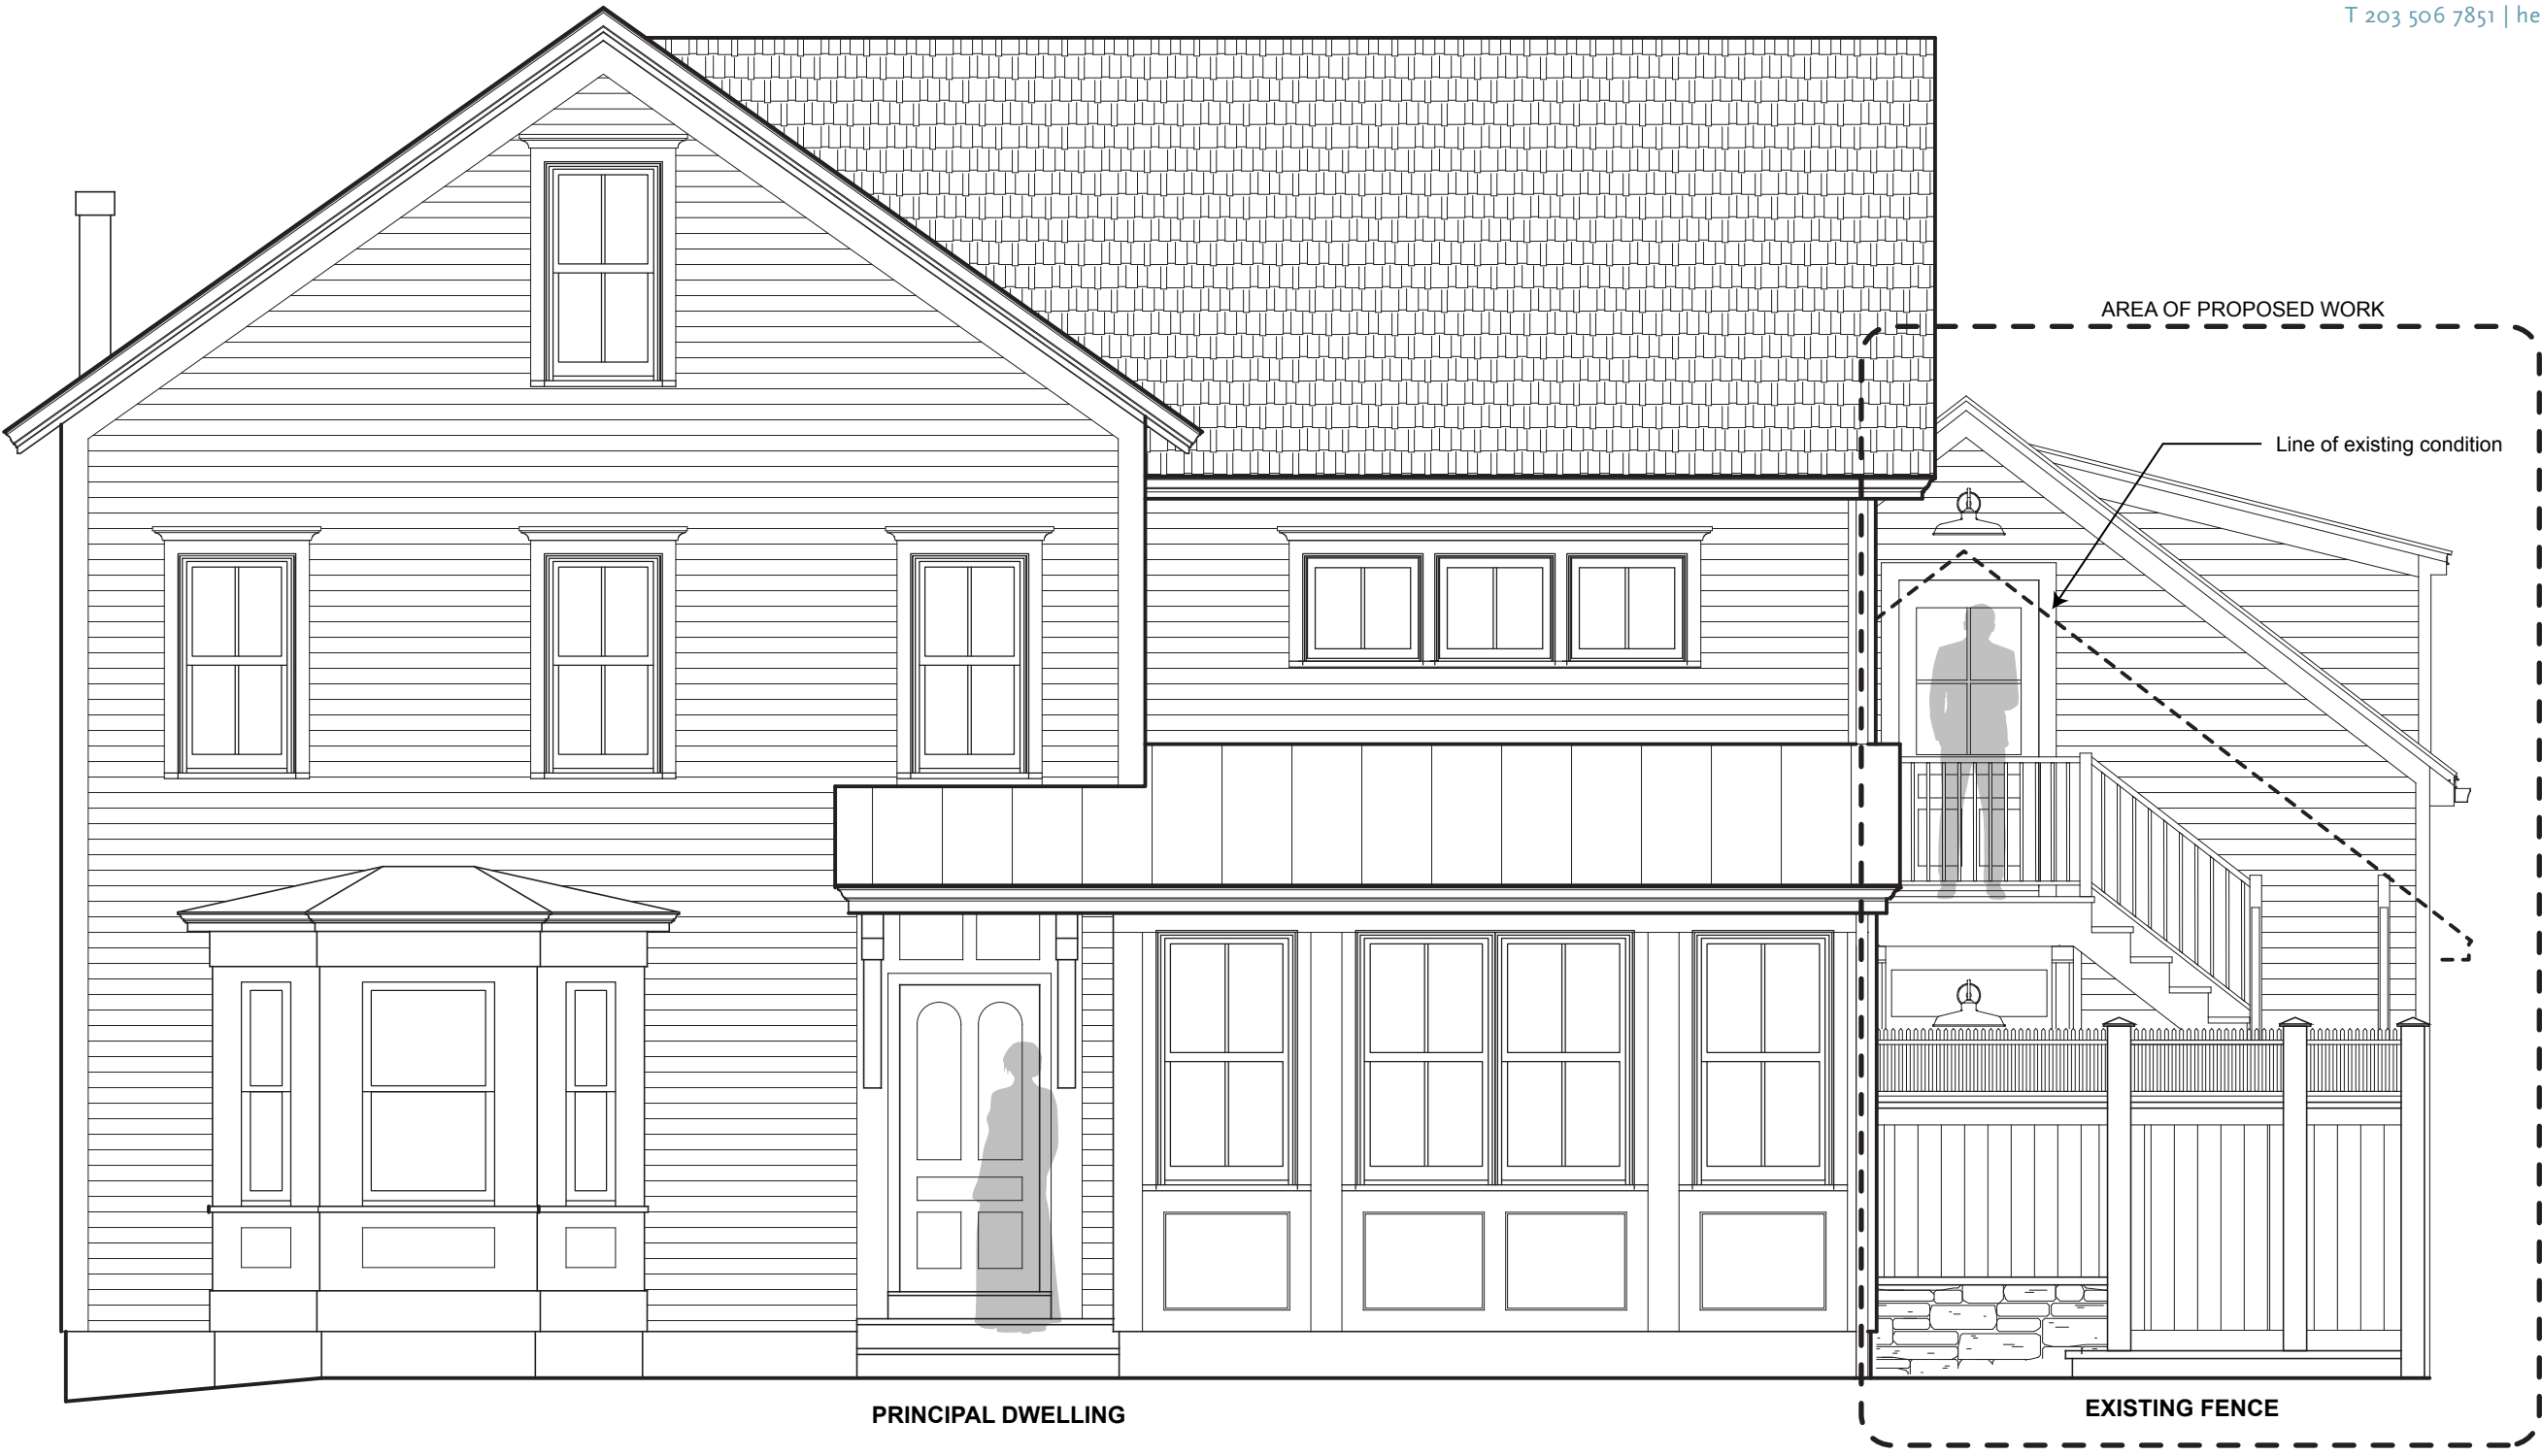 T 203 506 7851 | he
AREA OF PROPOSED WORK
Line of existing condition
PRINCIPAL DWELLING
EXISTING FENCE